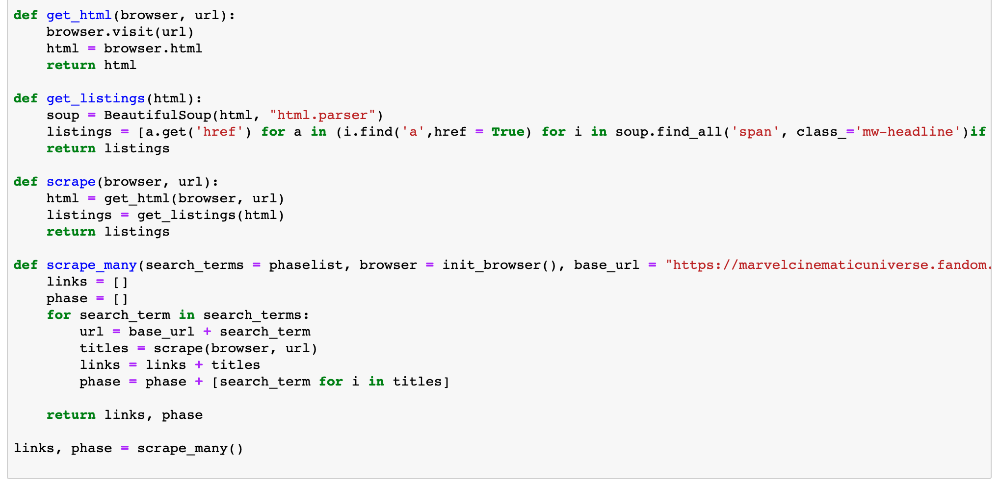 def get_html(browser, url):
    browser.visit(url)
    html = browser.html
    return html

def get_listings(html):
    soup = BeautifulSoup(html, "html.parser")
    listings = [a.get('href') for a in (i.find('a',href = True) for i in soup.find_all('span', class_='mw-headline')if
    return listings

def scrape(browser, url):
    html = get_html(browser, url)
    listings = get_listings(html)
    return listings

def scrape_many(search_terms = phaselist, browser = init_browser(), base_url = "https://marvelcinematicuniverse.fandom.
    links = []
    phase = []
    for search_term in search_terms:
        url = base_url + search_term
        titles = scrape(browser, url)
        links = links + titles
        phase = phase + [search_term for i in titles]

    return links, phase

links, phase = scrape_many()